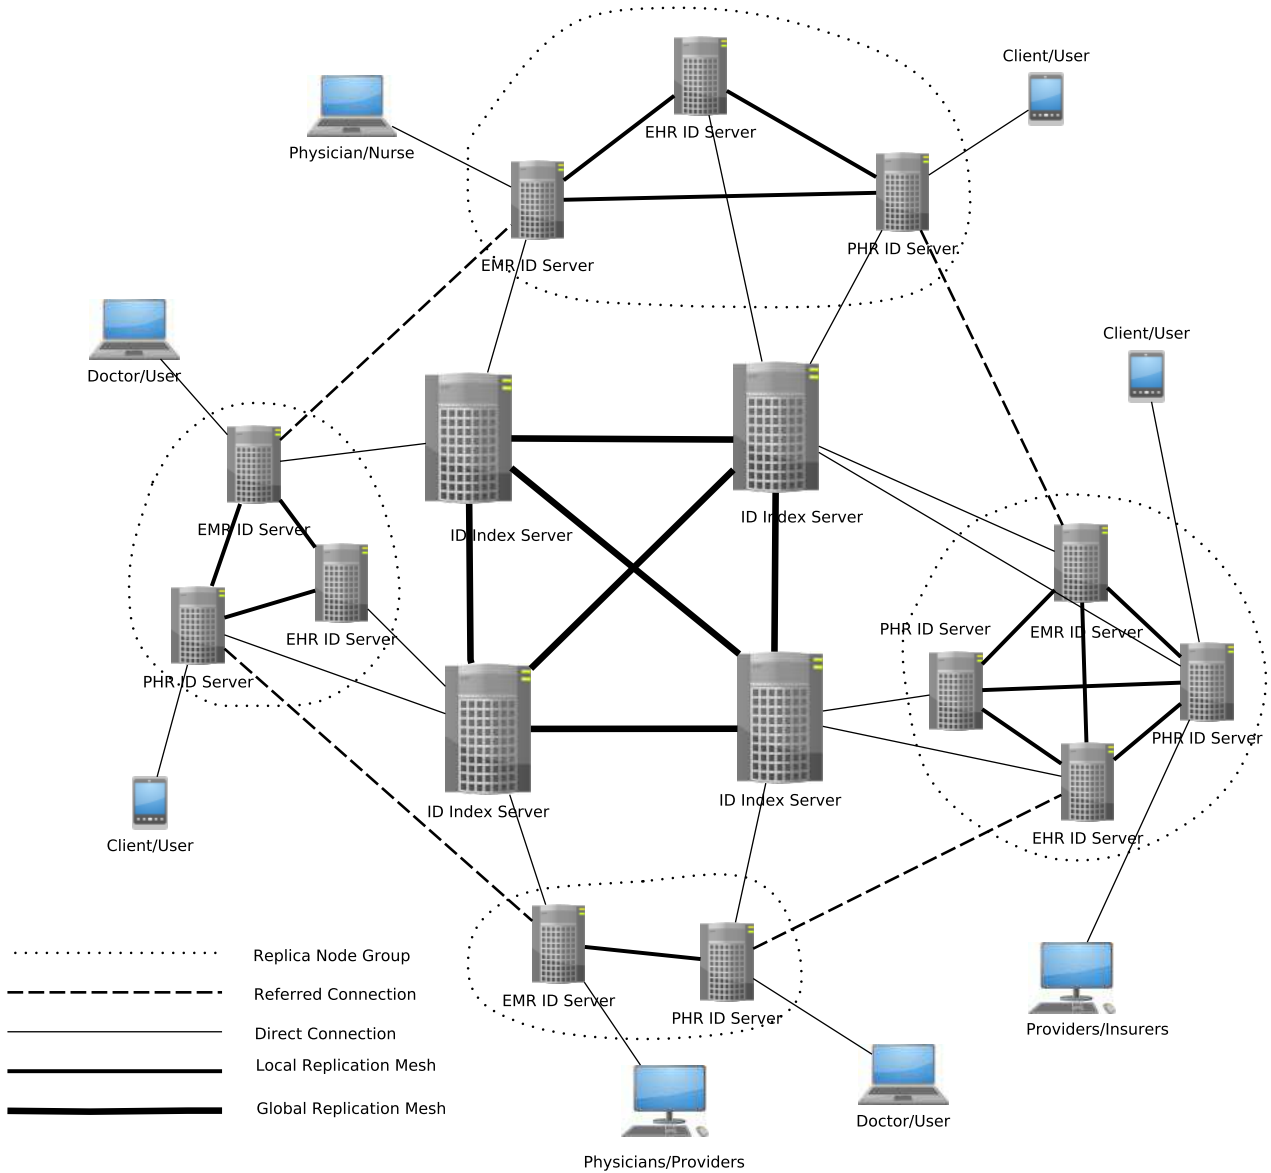 Client/User
EHR ID Server
Physician/Nurse
PHR ID Server
EMR ID Server
Client/User
Doctor/User
ID Index Server
EMR ID Server
ID Index Server
PHR ID Server
EMR ID Server
EHR ID Server
PHR ID Server
PHR ID Server
ID Index Server
ID Index Server
EHR ID Server
Client/User
Replica Node Group
Referred Connection
EMR ID Server
PHR ID Server
Providers/Insurers
Direct Connection
Local Replication Mesh
Global Replication Mesh
Doctor/User
Physicians/Providers